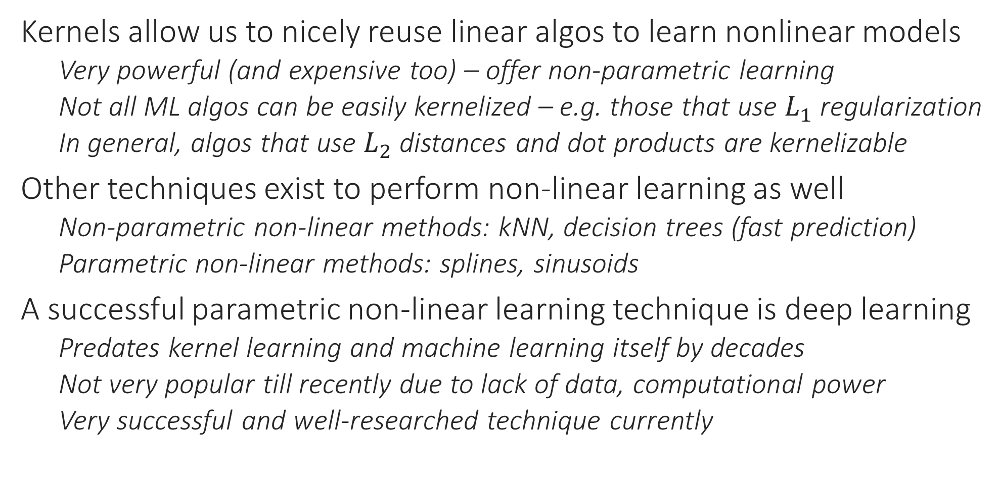 Kernels allow us to nicely reuse linear algos to learn nonlinear models
Very powerful (and expensive too) – offer non-parametric learning
Not all ML algos can be easily kernelized – e.g. those that use L₁ regularization
In general, algos that use L₂ distances and dot products are kernelizable
Other techniques exist to perform non-linear learning as well
Non-parametric non-linear methods: kNN, decision trees (fast prediction)
Parametric non-linear methods: splines, sinusoids
A successful parametric non-linear learning technique is deep learning
Predates kernel learning and machine learning itself by decades
Not very popular till recently due to lack of data, computational power
Very successful and well-researched technique currently